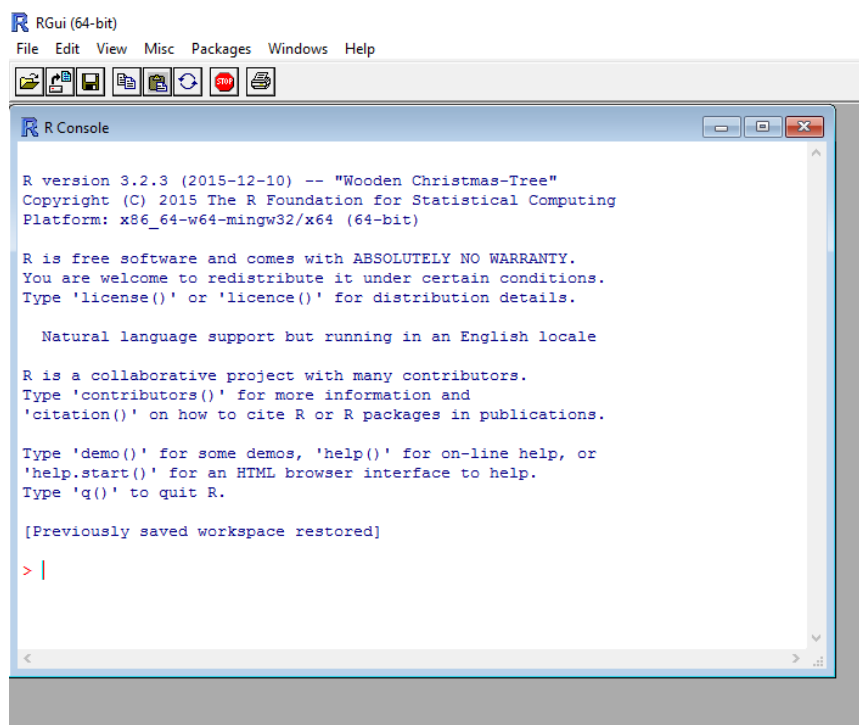 RGui (64-bit)
File Edit View Misc Packages Windows Help
STOP
R Console
R version 3.2.3 (2015-12-10) -- "Wooden Christmas-Tree"
Copyright (C) 2015 The R Foundation for Statistical Computing
Platform: x86_64-w64-mingw32/x64 (64-bit)
R is free software and comes with ABSOLUTELY NO WARRANTY.
You are welcome to redistribute it under certain conditions.
Type 'license()' or 'licence()' for distribution details.
Natural language support but running in an English locale
R is a collaborative project with many contributors.
Type 'contributors()' for more information and
'citation()' on how to cite R or R packages in publications.
Type 'demo()' for some demos, 'help()' for on-line help, or
'help.start()' for an HTML browser interface to help.
Type 'q()' to quit R.
[Previously saved workspace restored]
>